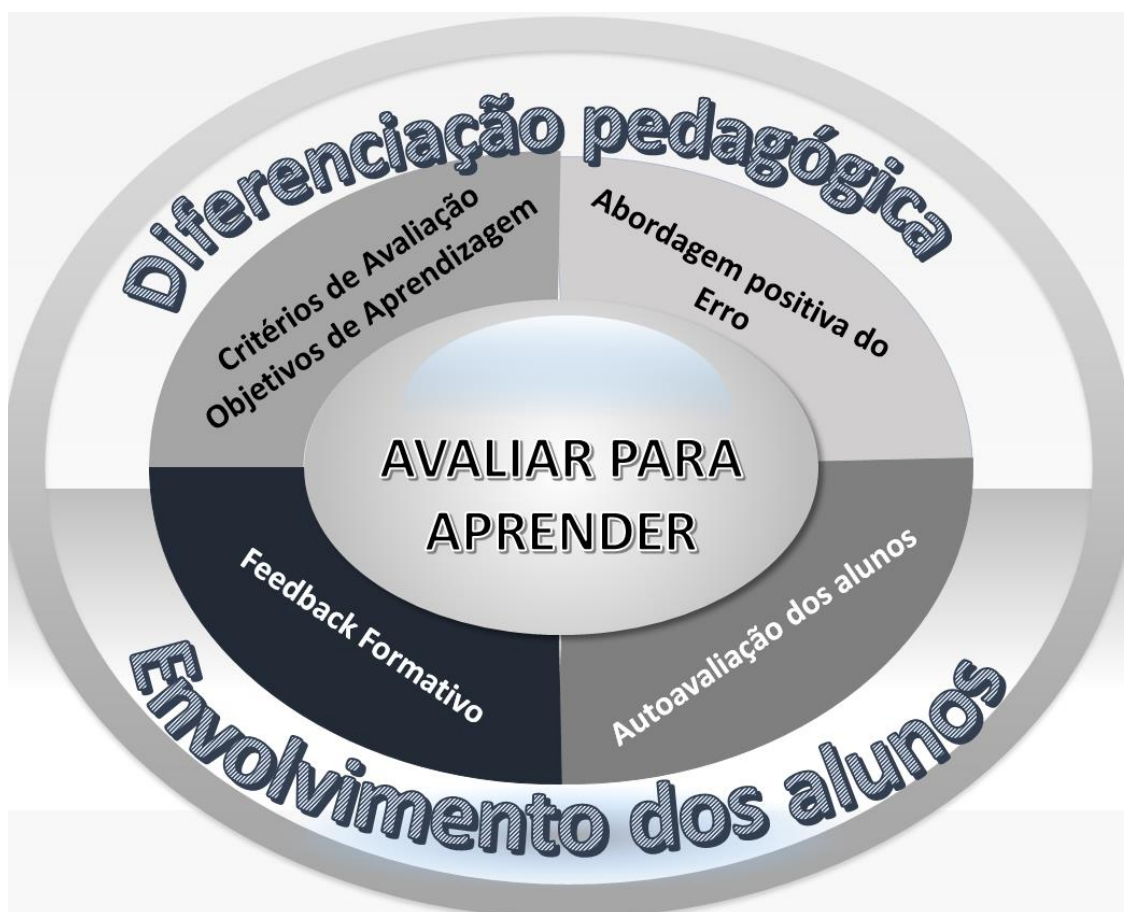 Diferenciação pedagógica
Critérios de Avaliação
Objetivos de Aprendizagem
Abordagem positiva do
Erro
AVALIAR PARA
APRENDER
Feedback Formativo
Autoavaliação dos alunos
Envolvimento dos alunos